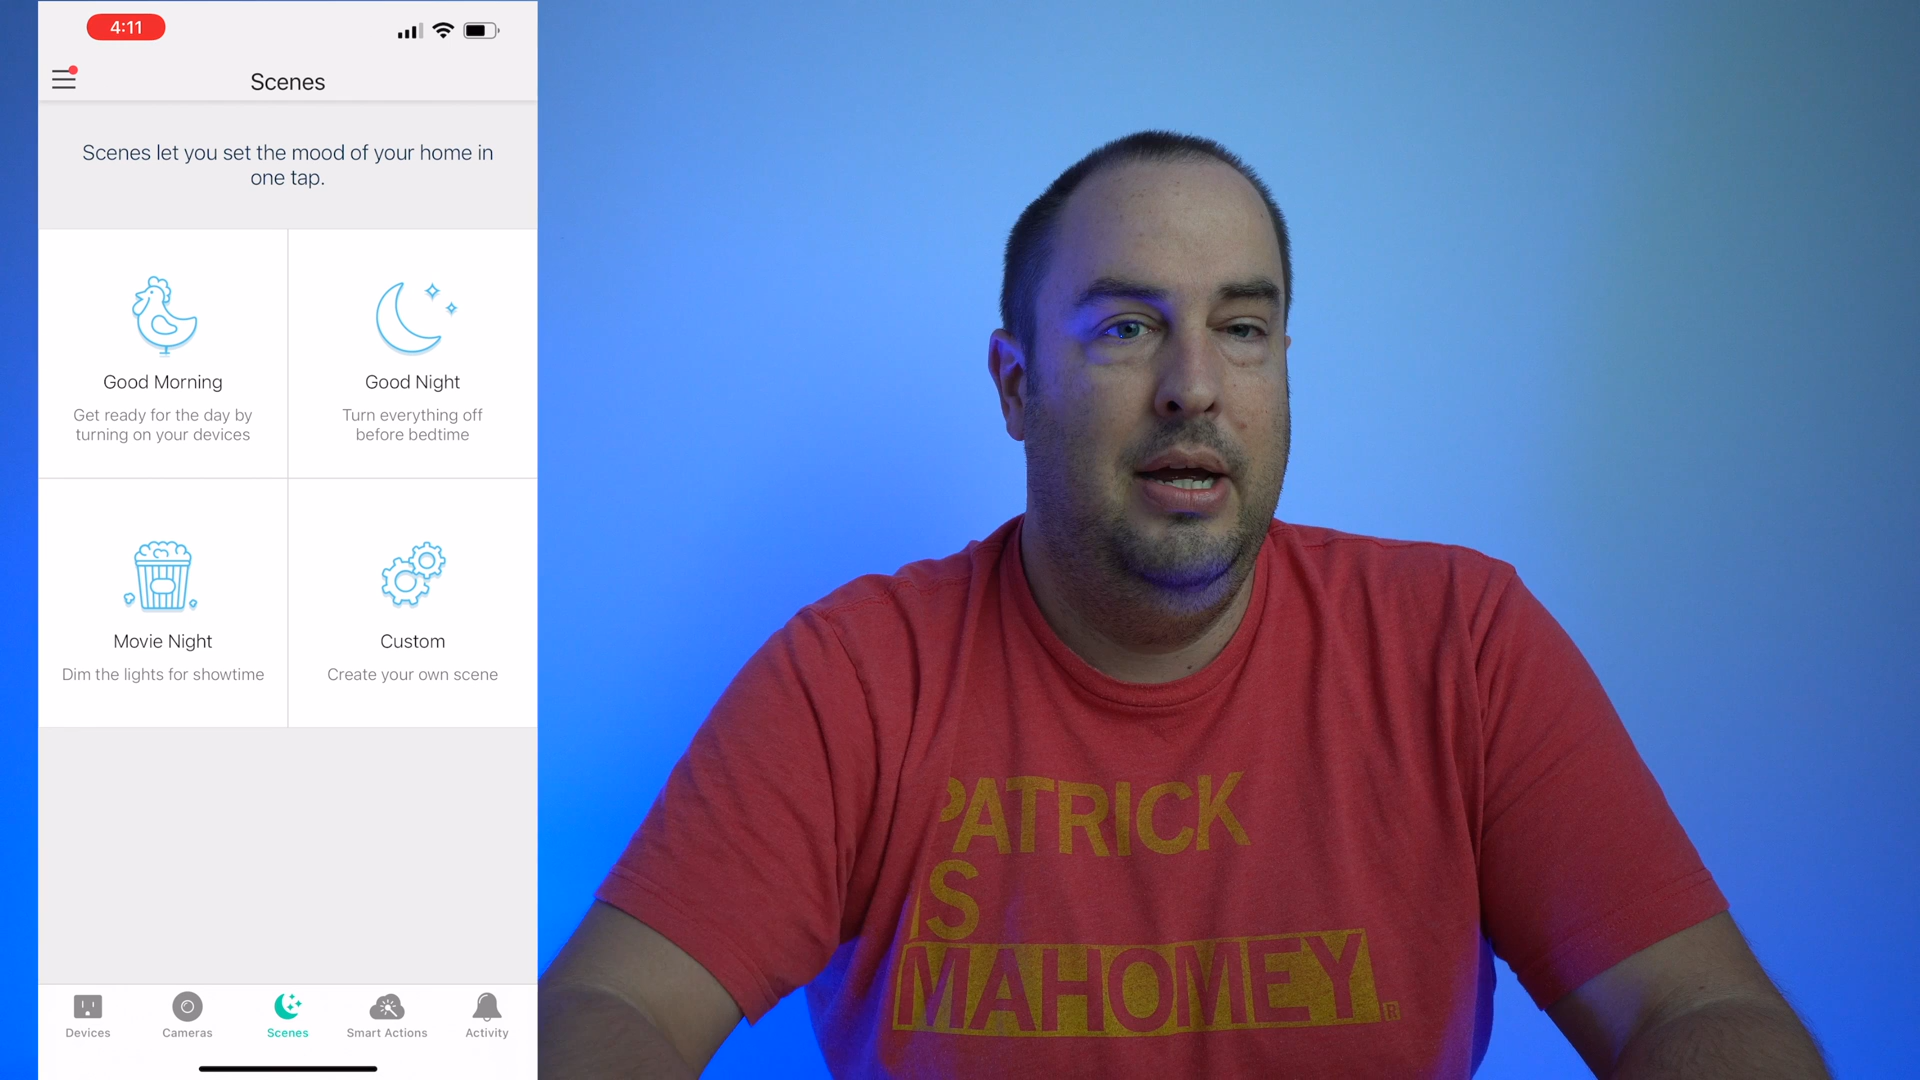 4:11
Scenes
Scenes let you set the mood of your home in
one tap.
Good Morning
Get ready for the day by
turning on your devices
Good Night
Turn everything off
before bedtime
Movie Night
Dim the lights for showtime
Custom
Create your own scene
Devices
Cameras
Scenes
Smart Actions
Activity
PATRICK
IS
MAHOMEY
R